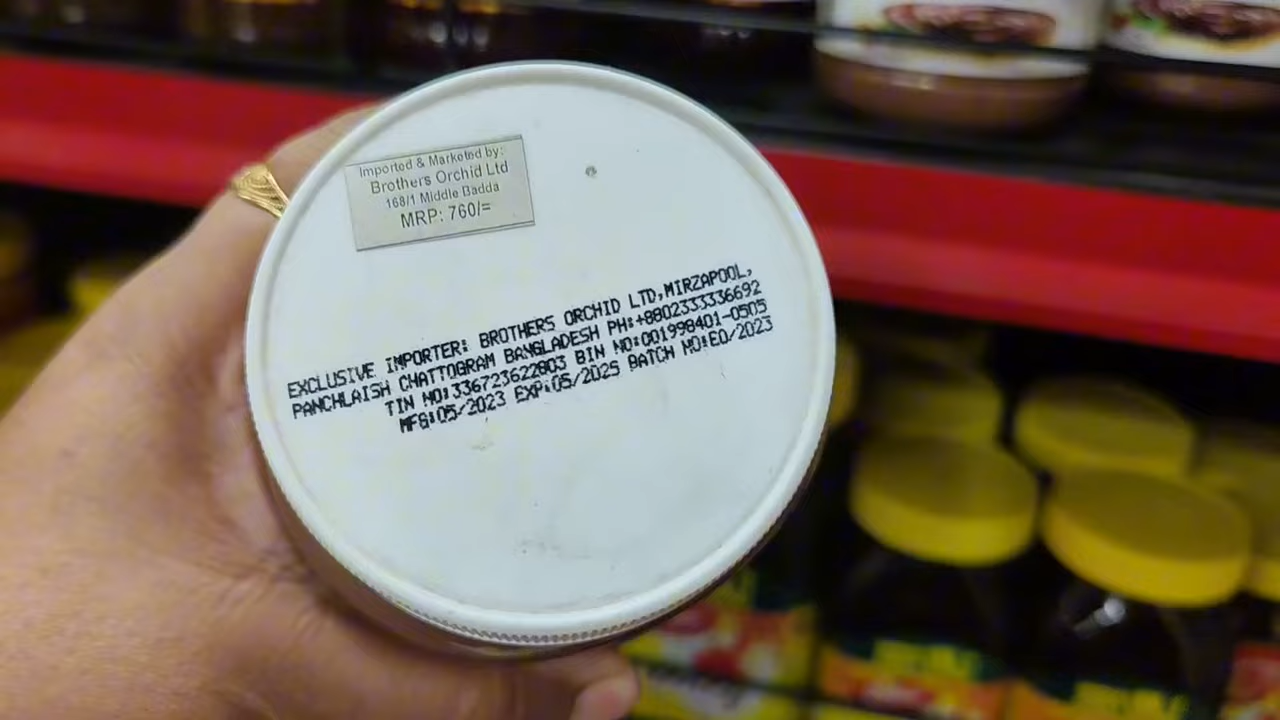 Imported & Marketed by:
Brothers Orchid Ltd
168/1 Middle Badda
MRP: 760/=
EXCLUSIVE IMPORTER: BROTHERS ORCHID LTD,MIRZAPOOL,
PANCHLAISH CHATTOGRAM BANGLADESH PH:+8802333336692
TIN NO:336723622803 BIN NO:001998401-0505
MFG:05/2023 EXP:05/2025 BATCH NO:ED/2023